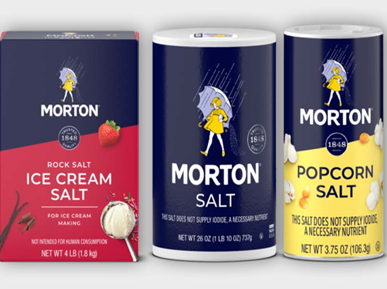 MORTON
1848
ROCK SALT
ICE CREAM
SALT
FOR ICE CREAM
MAKING
NOT INTENDED FOR HUMAN CONSUMPTION
NET WT 4 LB (1.8 kg)
MORTON
SALT
THIS SALT DOES NOT SUPPLY IODIDE, A NECESSARY NUTRIENT
NET WT 26 OZ (1 LB 10 OZ) 737g
1848
MORTON
1848
POPCORN
SALT
THIS SALT DOES NOT SUPPLY IODIDE,
A NECESSARY NUTRIENT
NET WT 3.75 OZ (106.3g)